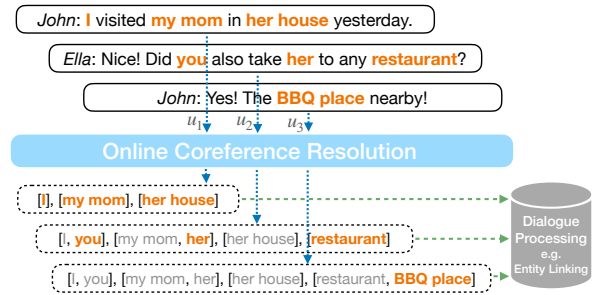 John: I visited my mom in her house yesterday.
Ella: Nice! Did you also take her to any restaurant?
John: Yes! The BBQ place nearby!
u1 u2 u3
Online Coreference Resolution
[I], [my mom], [her house]
[I, you], [my mom, her], [her house], [restaurant]
[I, you], [my mom, her], [her house], [restaurant, BBQ place]
Dialogue
Processing
e.g.
Entity Linking